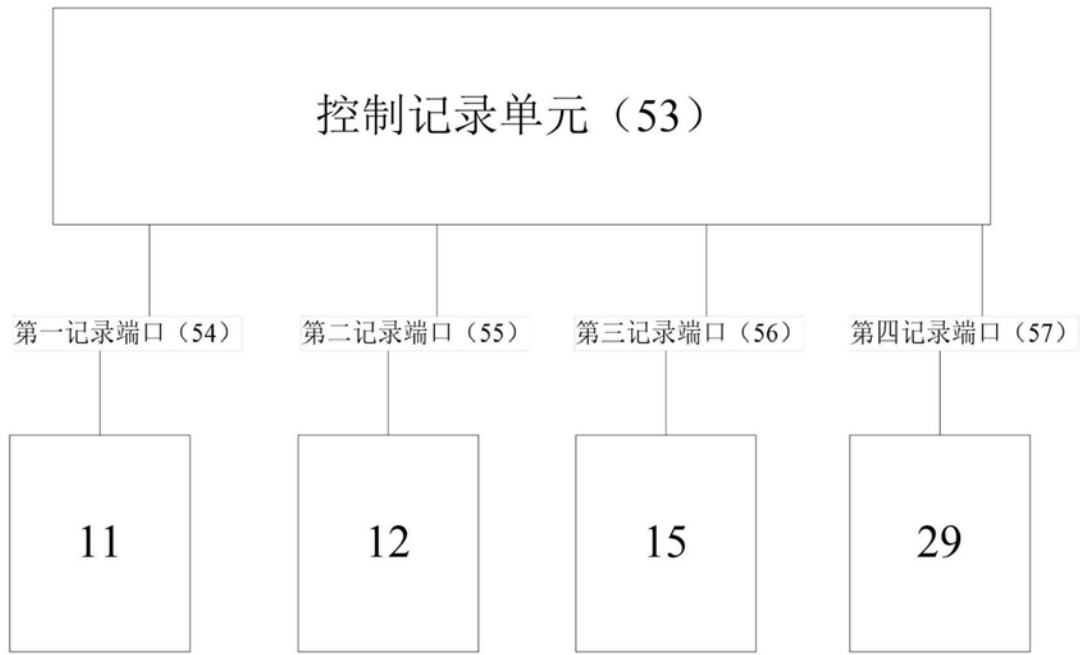 控制记录单元（53）
第一记录端口（54）
第二记录端口（55）
第三记录端口（56）
第四记录端口（57）
11
12
15
29